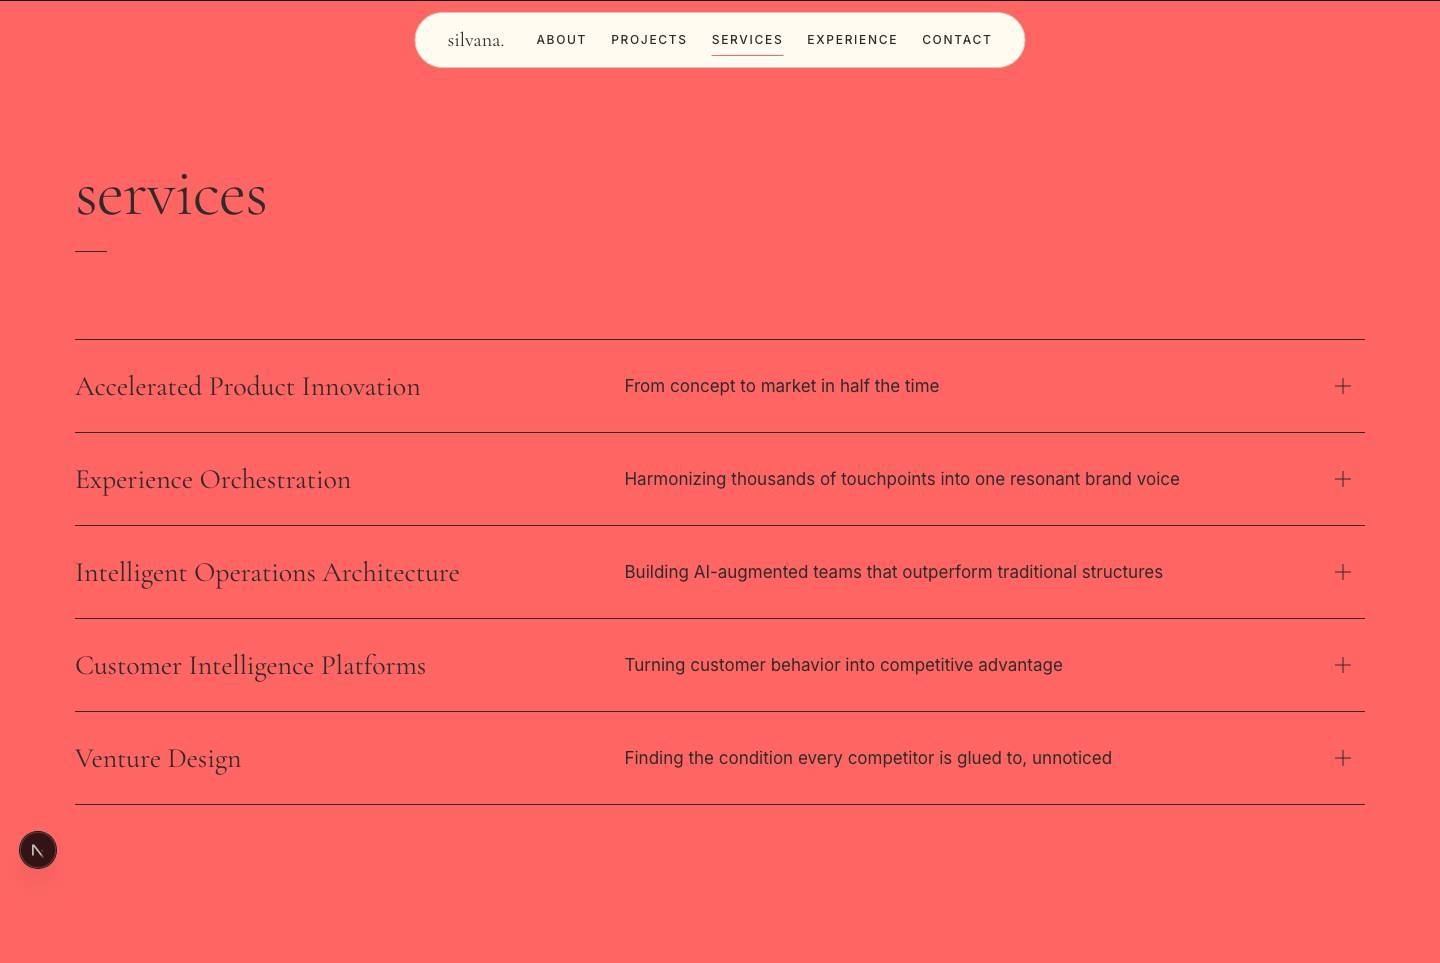 silvana. ABOUT PROJECTS SERVICES EXPERIENCE CONTACT
services
Accelerated Product Innovation From concept to market in half the time
Experience Orchestration Harmonizing thousands of touchpoints into one resonant brand voice
Intelligent Operations Architecture Building AI-augmented teams that outperform traditional structures
Customer Intelligence Platforms Turning customer behavior into competitive advantage
Venture Design Finding the condition every competitor is glued to, unnoticed